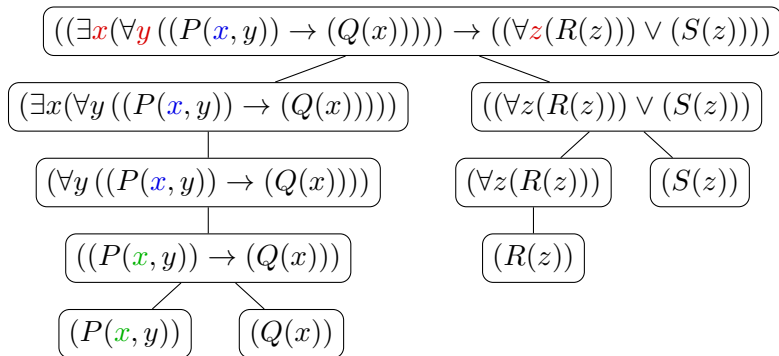 ((∃x(∀y ((P(x, y)) → (Q(x))))) → ((∀z(R(z))) ∨ (S(z))))
(∃x(∀y ((P(x, y)) → (Q(x))))) ((∀z(R(z))) ∨ (S(z)))
(∀y ((P(x, y)) → (Q(x)))) (∀z(R(z))) (S(z))
((P(x, y)) → (Q(x))) (R(z))
(P(x, y)) (Q(x))